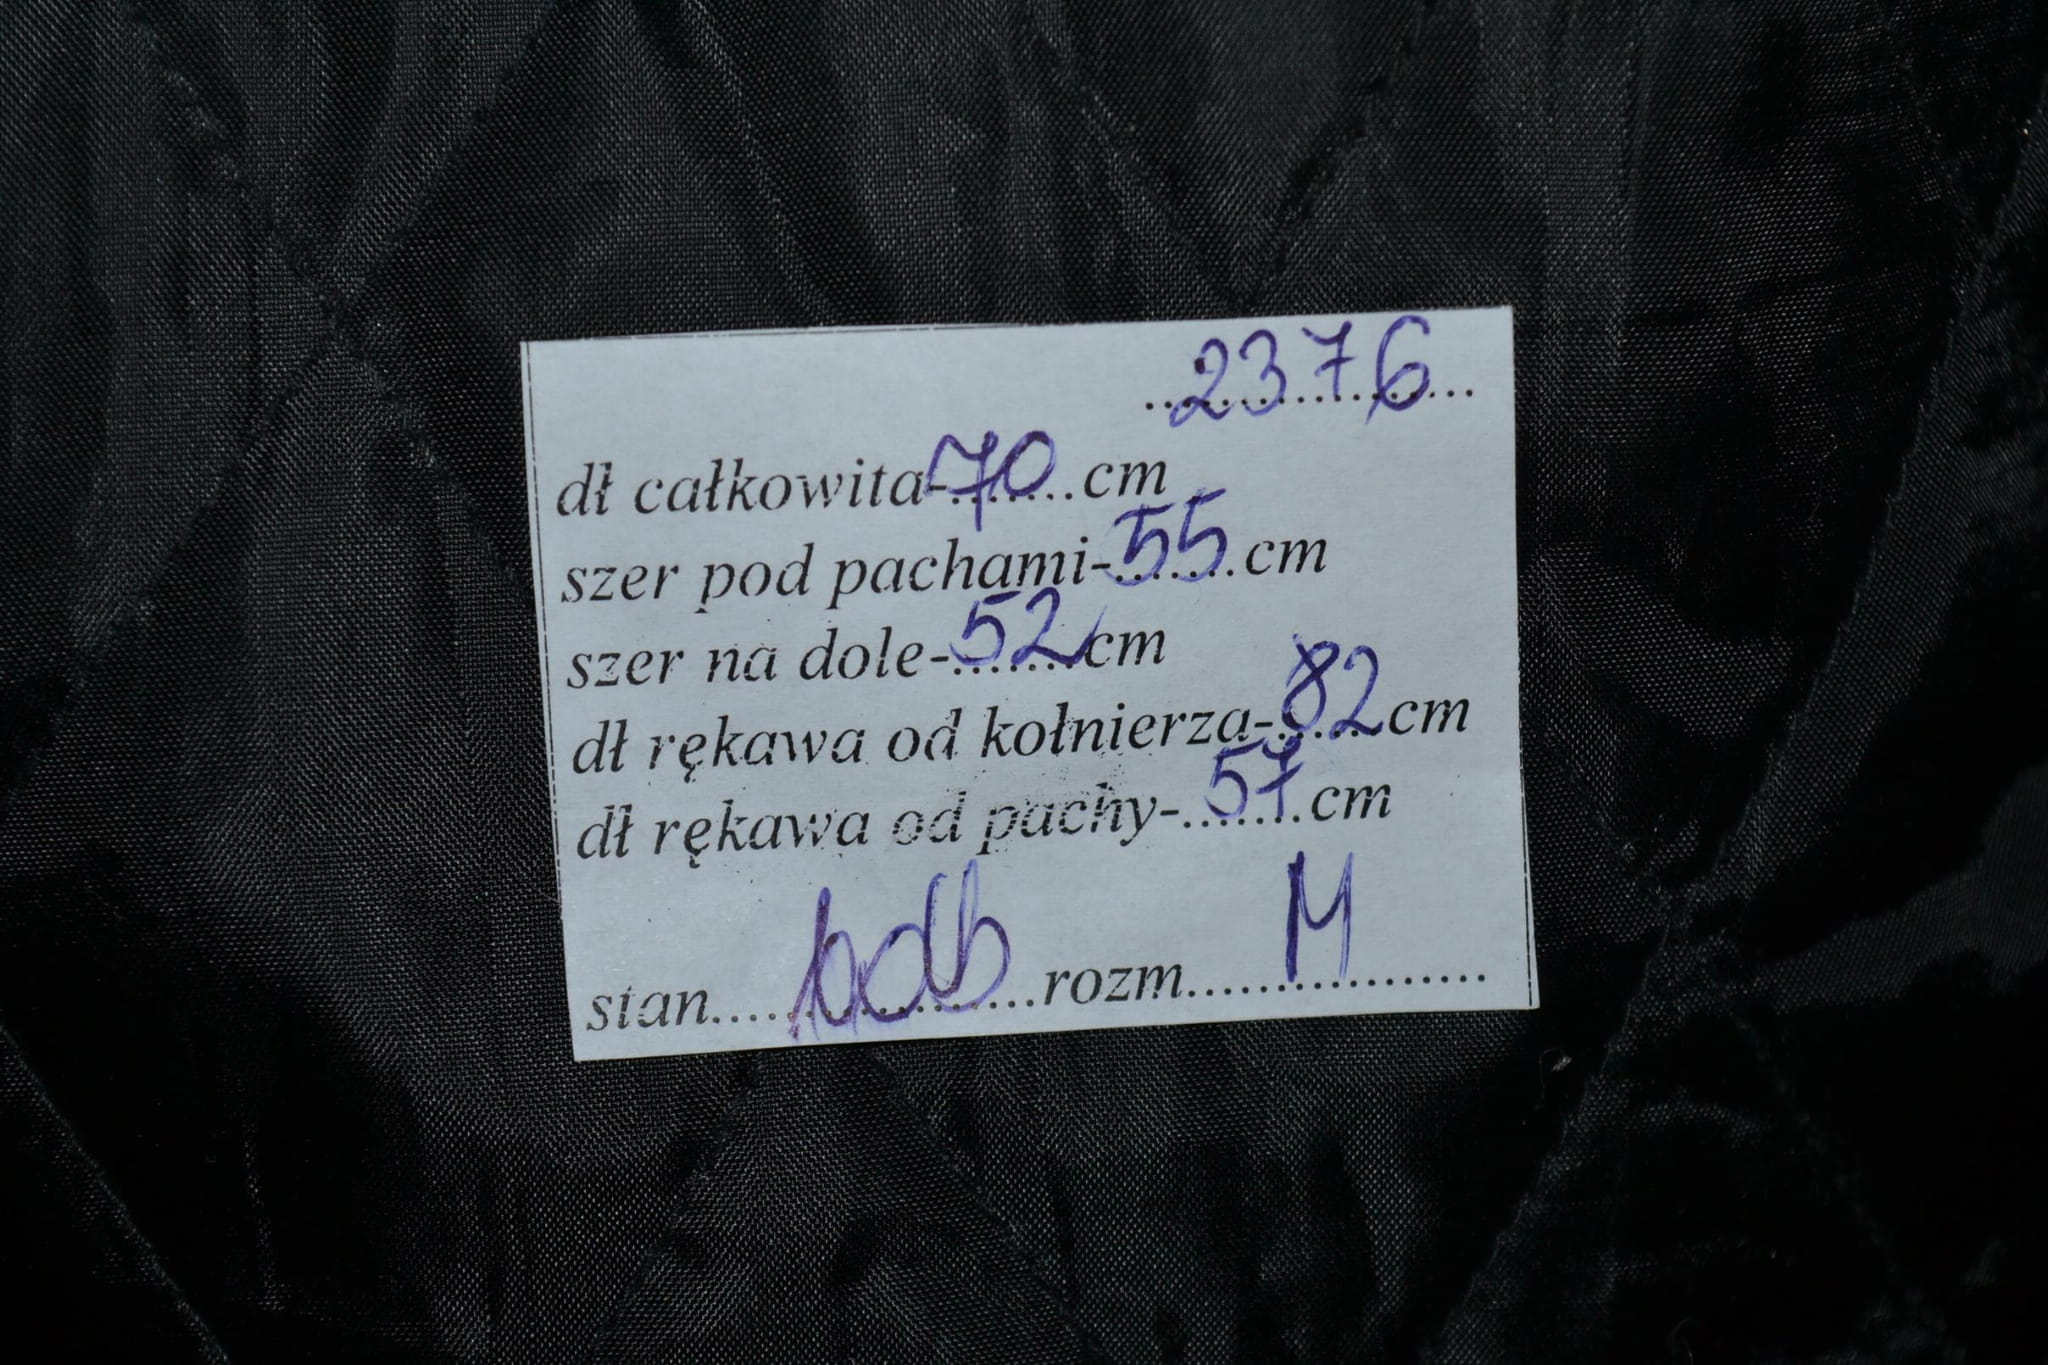 2376
dł całkowita-70.......cm
szer pod pachami-55.......cm
szer na dole-52.......cm
dł rękawa od kołnierza-82......cm
dł rękawa od pachy-57.......cm
stan....bdb....rozm....M....